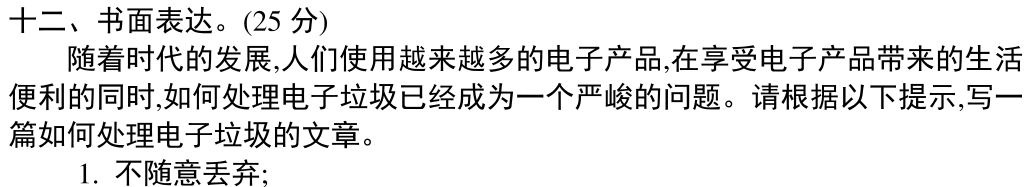 十二、书面表达。(25 分)
随着时代的发展,人们使用越来越多的电子产品,在享受电子产品带来的生活
便利的同时,如何处理电子垃圾已经成为一个严峻的问题。请根据以下提示,写一
篇如何处理电子垃圾的文章。
1. 不随意丢弃;